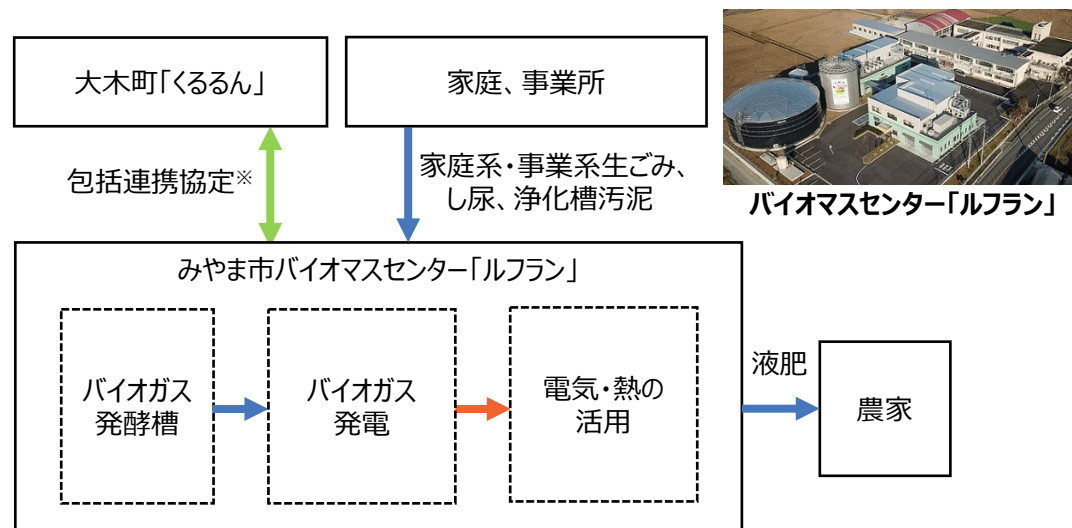 大木町「くるるん」
家庭、事業所
包括連携協定※
家庭系・事業系生ごみ、
し尿、浄化槽汚泥
バイオマスセンター「ルフラン」
みやま市バイオマスセンター「ルフラン」
バイオガス
発酵槽
バイオガス
発電
電気・熱の
活用
液肥
農家